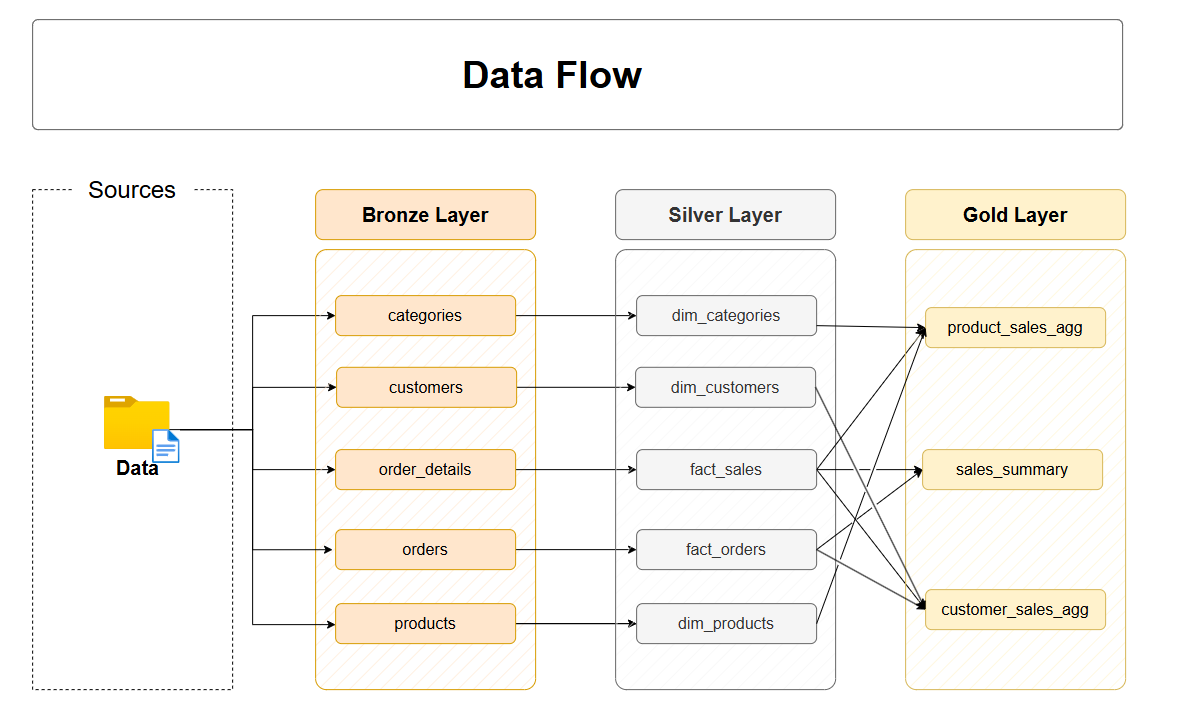 Data Flow
Sources
Bronze Layer
Silver Layer
Gold Layer
categories
dim_categories
product_sales_agg
customers
dim_customers
Data
order_details
fact_sales
sales_summary
orders
fact_orders
customer_sales_agg
products
dim_products